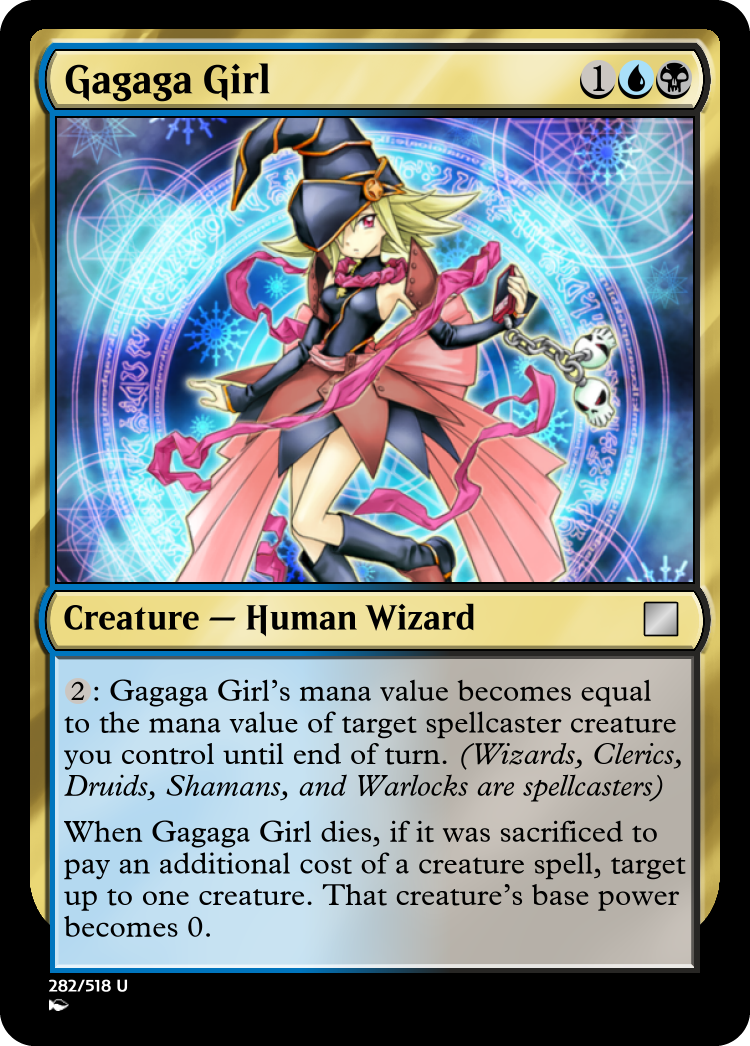 Gagaga Girl 1
Creature — Human Wizard
2: Gagaga Girl's mana value becomes equal
to the mana value of target spellcaster creature
you control until end of turn. (Wizards, Clerics,
Druids, Shamans, and Warlocks are spellcasters)
When Gagaga Girl dies, if it was sacrificed to
pay an additional cost of a creature spell, target
up to one creature. That creature's base power
becomes 0.
282/518 U